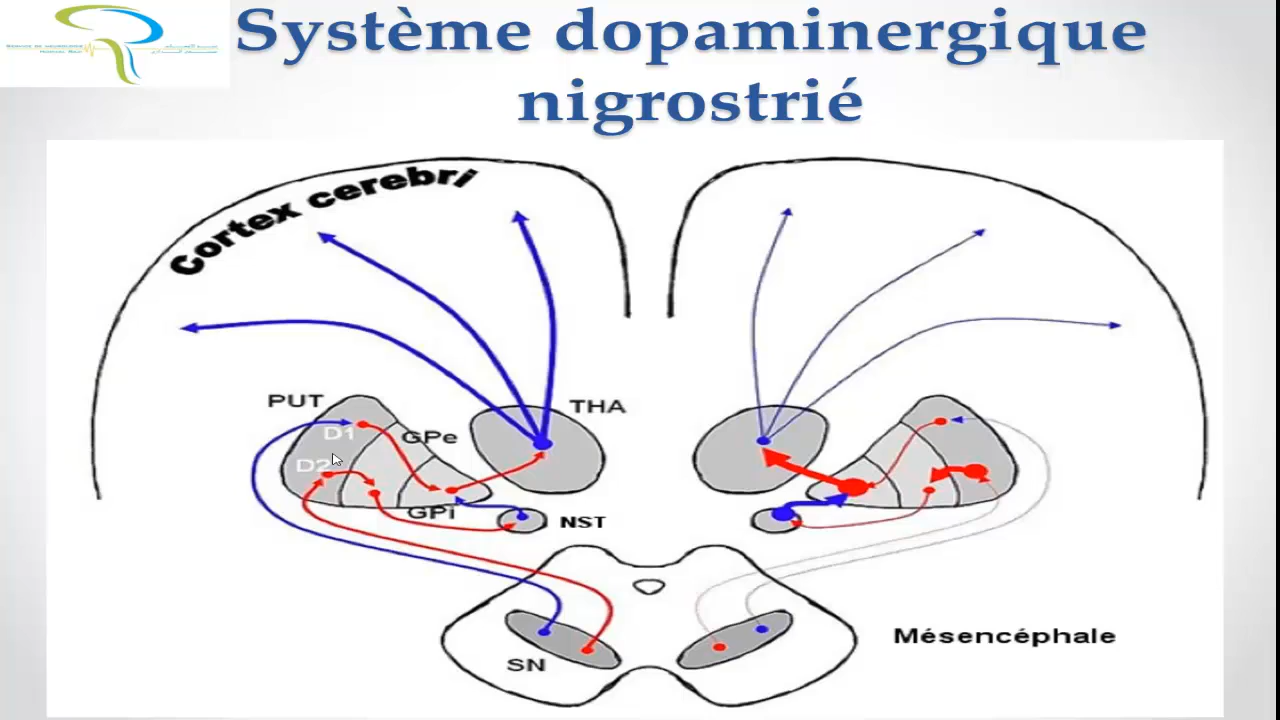 Système dopaminergique
nigrostrié
Cortex cerebri
PUT
THA
D1
GPe
D2
GPi
NST
Mésencéphale
SN